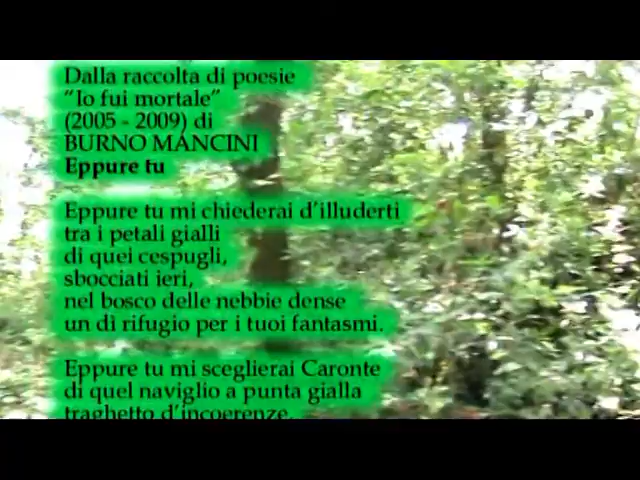 Dalla raccolta di poesie
“Io fui mortale”
(2005 - 2009) di
BURNO MANCINI
Eppure tu
Eppure tu mi chiederai d’illuderti
tra i petali gialli
di quei cespugli,
sbocciati ieri,
nel bosco delle nebbie dense
un dì rifugio per i tuoi fantasmi.
Eppure tu mi sceglierai Caronte
di quel naviglio a punta gialla
traghetto d’incoerenze,